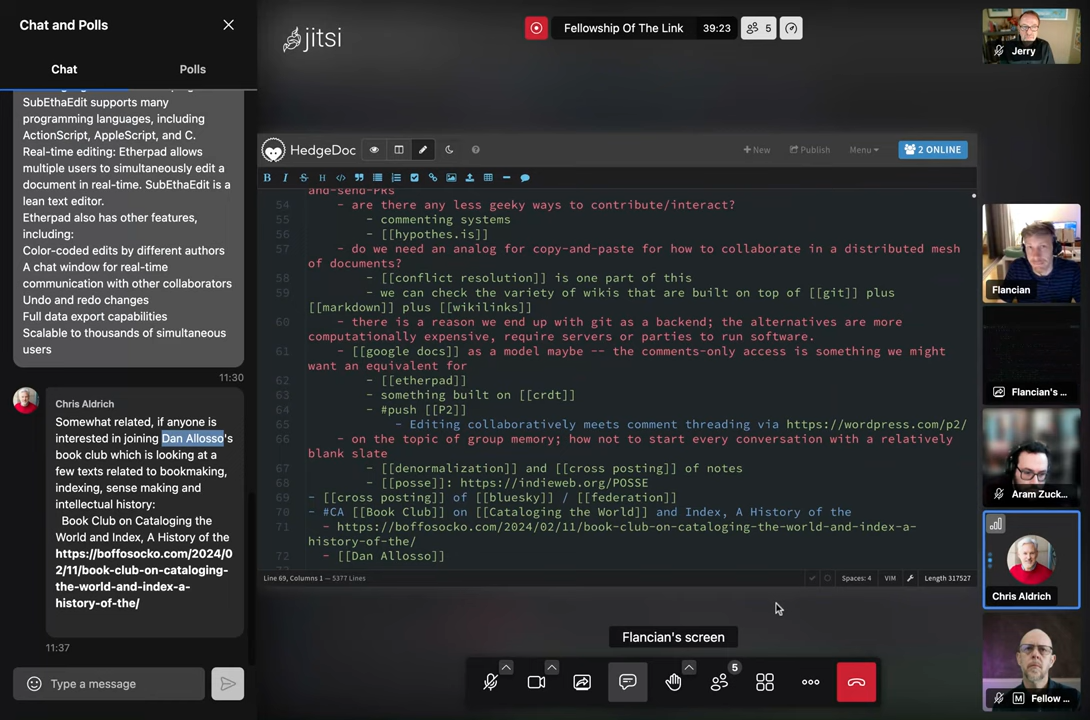 Chat and Polls
Chat
Polls
SubEthaEdit supports many
programming languages, including
ActionScript, AppleScript, and C.
Real-time editing: Etherpad allows
multiple users to simultaneously edit a
document in real-time. SubEthaEdit is a
lean text editor.
Etherpad also has other features,
including:
Color-coded edits by different authors
A chat window for real-time
communication with other collaborators
Undo and redo changes
Full data export capabilities
Scalable to thousands of simultaneous
users
11:30
Chris Aldrich
Somewhat related, if anyone is
interested in joining Dan Allosso's
book club which is looking at a
few texts related to bookmaking,
indexing, sense making and
intellectual history:
Book Club on Cataloging the
World and Index, A History of the
https://boffosocko.com/2024/0
2/11/book-club-on-cataloging-
the-world-and-index-a-
history-of-the/
11:37
Type a message
jitsi
Fellowship Of The Link
39:23
5
HedgeDoc
New
Publish
Menu
2 ONLINE
and-send-PRs
54 - are there any less geeky ways to contribute/interact?
55 - commenting systems
56 - [[hypothes.is]]
57 - do we need an analog for copy-and-paste for how to collaborate in a distributed mesh
of documents?
58 - [[conflict resolution]] is one part of this
59 - we can check the variety of wikis that are built on top of [[git]] plus
[[markdown]] plus [[wikilinks]]
60 - there is a reason we end up with git as a backend; the alternatives are more
computationally expensive, require servers or parties to run software.
61 - [[google docs]] as a model maybe -- the comments-only access is something we might
want an equivalent for
62 - [[etherpad]]
63 - something built on [[crdt]]
64 - #push [[P2]]
65 - Editing collaboratively meets comment threading via https://wordpress.com/p2/
66 - on the topic of group memory; how not to start every conversation with a relatively
blank slate
67 - [[denormalization]] and [[cross posting]] of notes
68 - [[posse]]: https://indieweb.org/POSSE
69 - [[cross posting]] of [[bluesky]] / [[federation]]
70 - #CA [[Book Club]] on [[Cataloging the World]] and Index, A History of the
71 - https://boffosocko.com/2024/02/11/book-club-on-cataloging-the-world-and-index-a-
history-of-the/
72 - [[Dan Allosso]]
Line 69, Columns 1 — 5377 Lines
Spaces: 4
VIM
Length 317527
Flancian's screen
5
Jerry
Flancian
Flancian's ...
Aram Zuck...
Chris Aldrich
M
Fellow ...